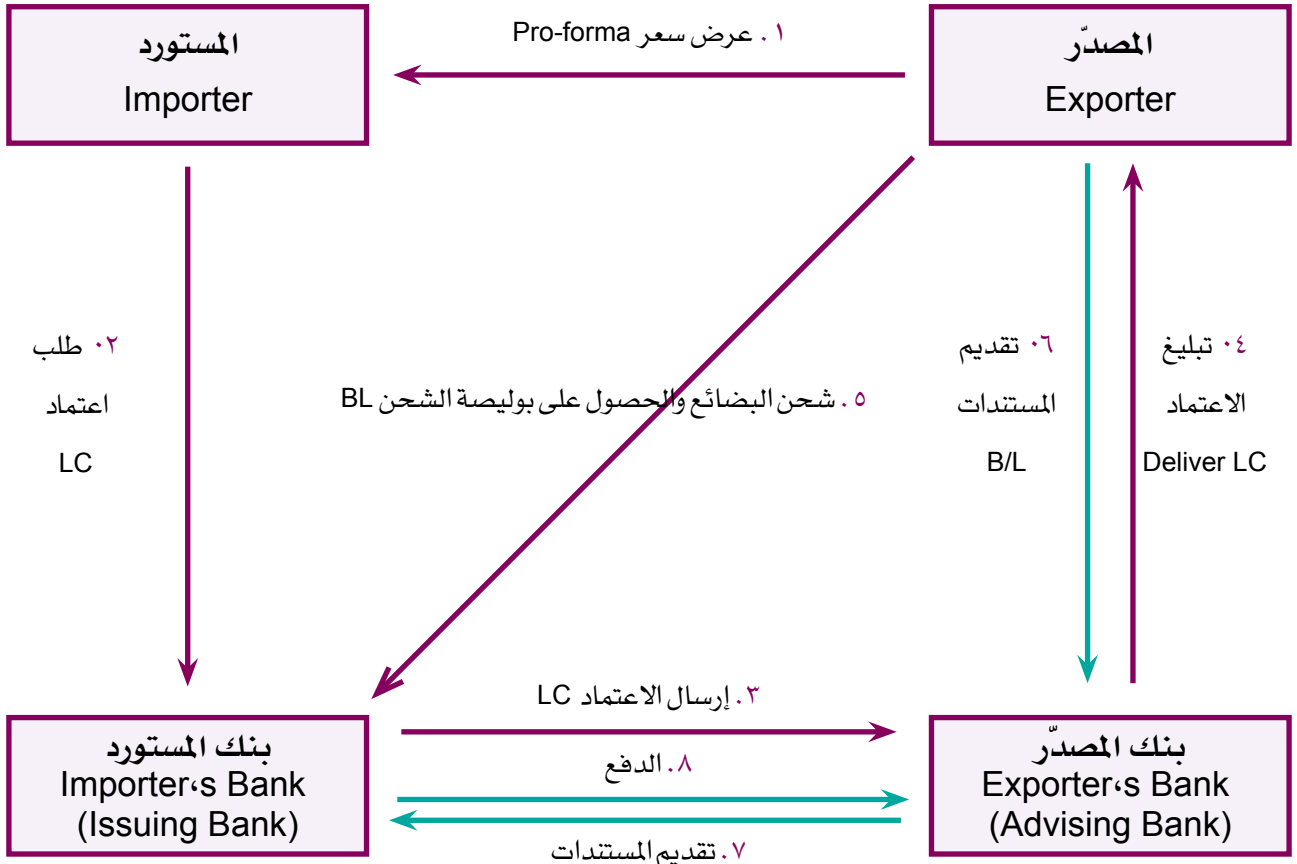 المصدّر
Exporter
١. عرض سعر Pro-forma
المستورد
Importer
٠٤ تبليغ
الاعتماد
Deliver LC
٠٦ تقديم
المستندات
B/L
٥. شحن البضائع والحصول على بوليصة الشحن BL
٠٢ طلب
اعتماد
LC
٣. إرسال الاعتماد LC
٨. الدفع
٧. تقديم المستندات
بنك المصدّر
Exporter،s Bank
(Advising Bank)
بنك المستورد
Importer،s Bank
(Issuing Bank)